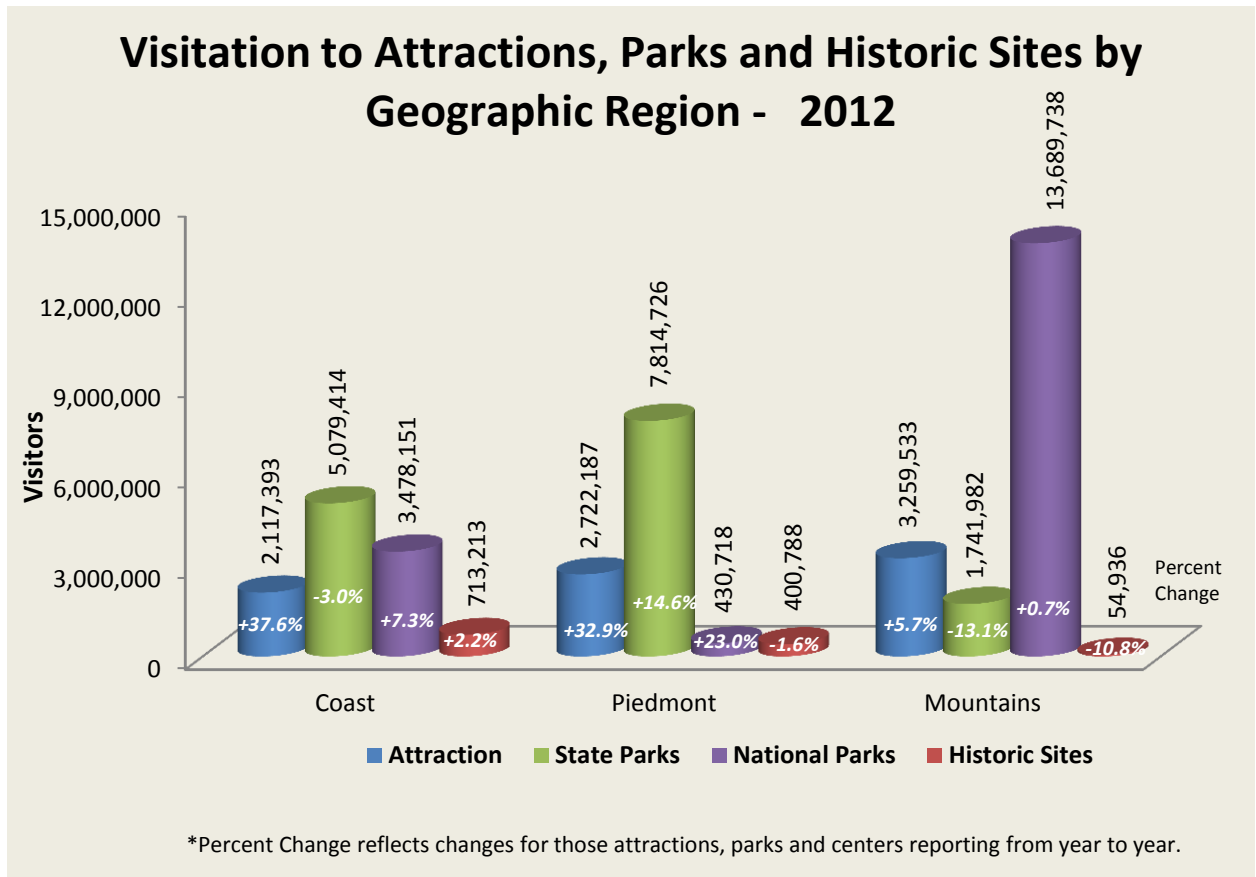 Visitation to Attractions, Parks and Historic Sites by
Geographic Region - 2012
15,000,000
12,000,000
9,000,000
6,000,000
3,000,000
0
Visitors
2,117,393
5,079,414
3,478,151
713,213
2,722,187
7,814,726
430,718
400,788
3,259,533
1,741,982
13,689,738
54,936
+37.6%
-3.0%
+7.3%
+2.2%
+32.9%
+14.6%
+23.0%
-1.6%
+5.7%
-13.1%
+0.7%
-10.8%
Percent
Change
Coast
Piedmont
Mountains
Attraction
State Parks
National Parks
Historic Sites
*Percent Change reflects changes for those attractions, parks and centers reporting from year to year.